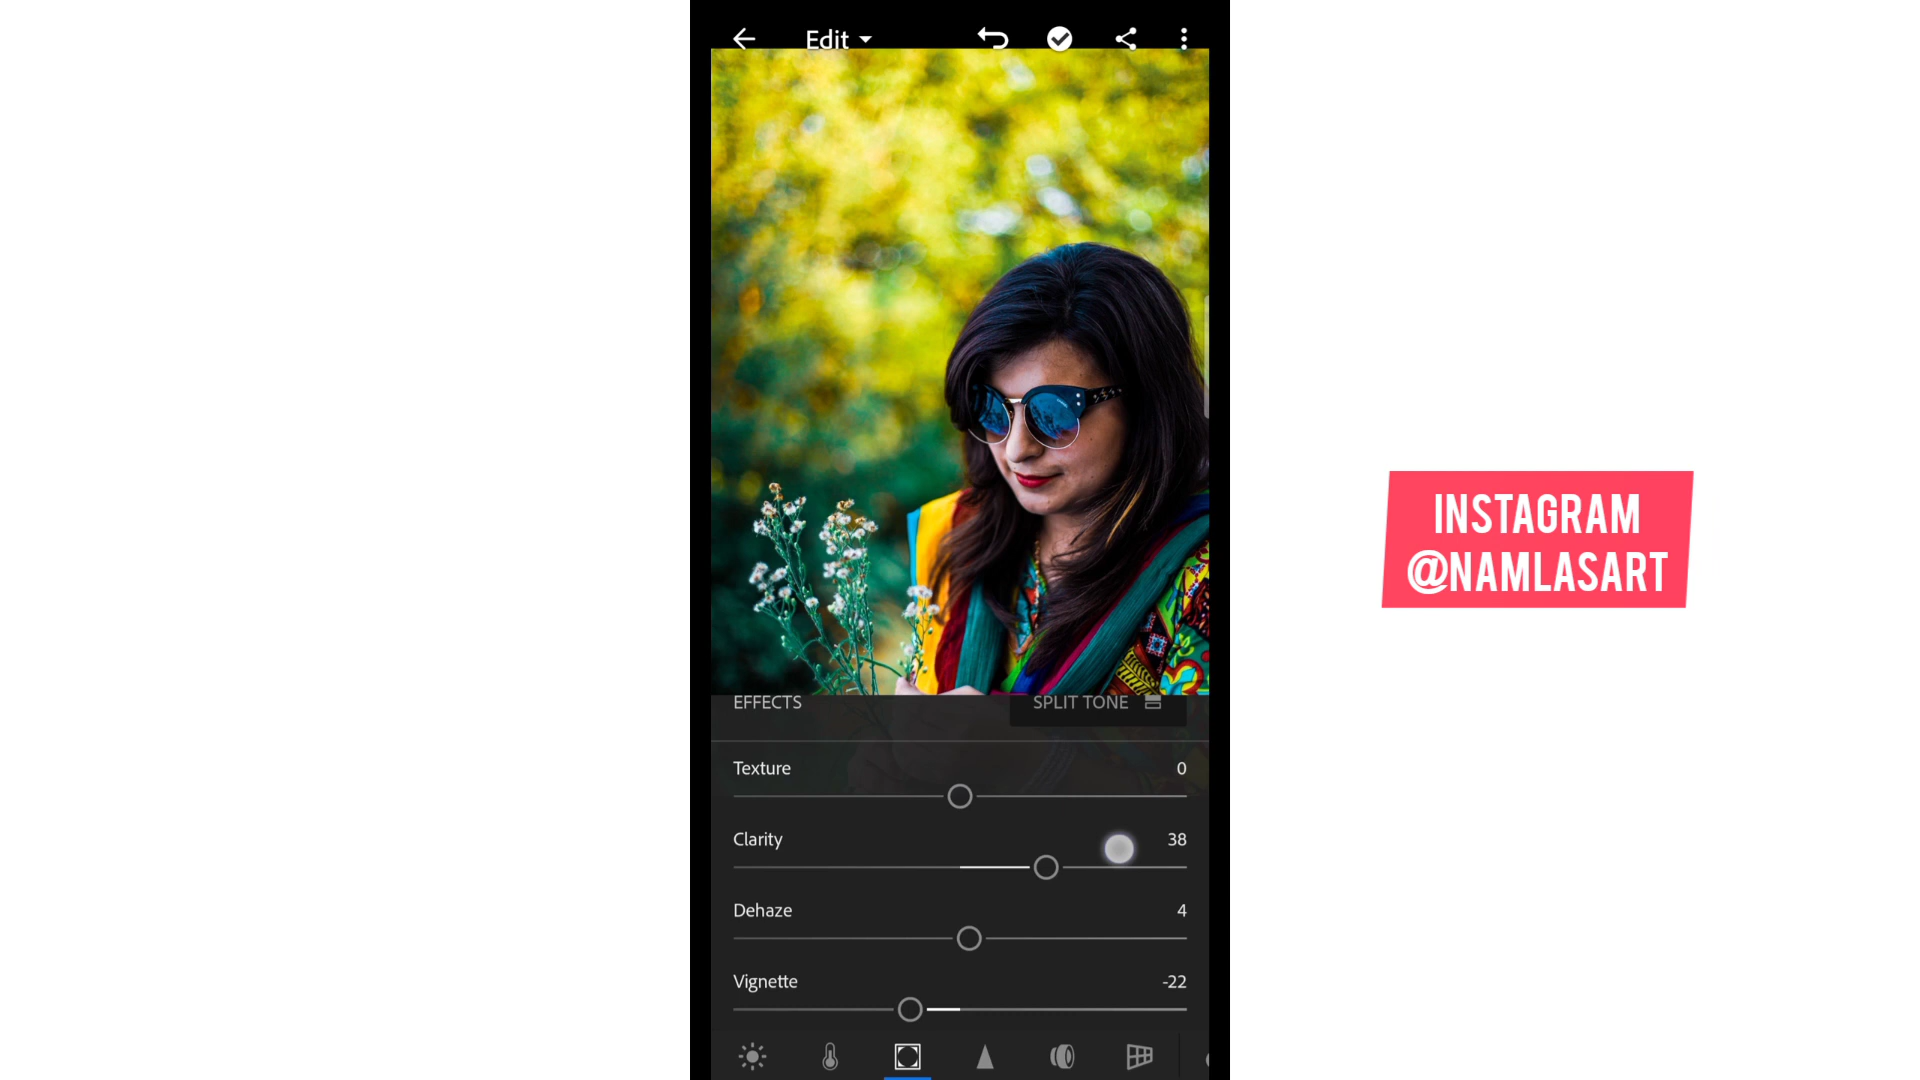 Edit
EFFECTS
SPLIT TONE
Texture 0
Clarity 38
Dehaze 4
Vignette -22
INSTAGRAM
@NAMLASART